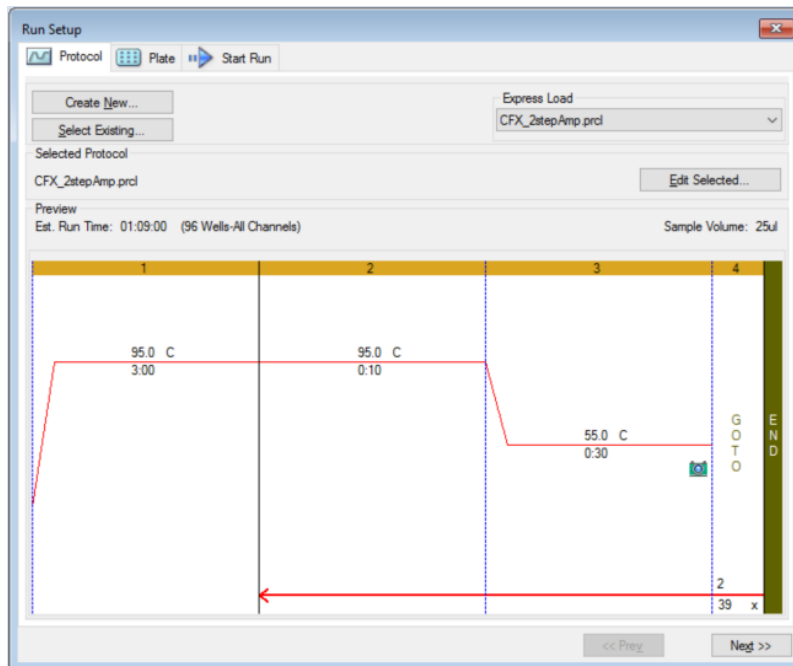 Run Setup
Protocol Plate Start Run
Create New...
Express Load
CFX_2stepAmp.prcl
Select Existing...
Selected Protocol
CFX_2stepAmp.prcl
Edit Selected...
Preview
Est. Run Time: 01:09:00 (96 Wells-All Channels) Sample Volume: 25ul
1 2 3 4
95.0 C 95.0 C
3:00 0:10
55.0 C
0:30
GOTO
END
2
39 x
<< Prev Next >>